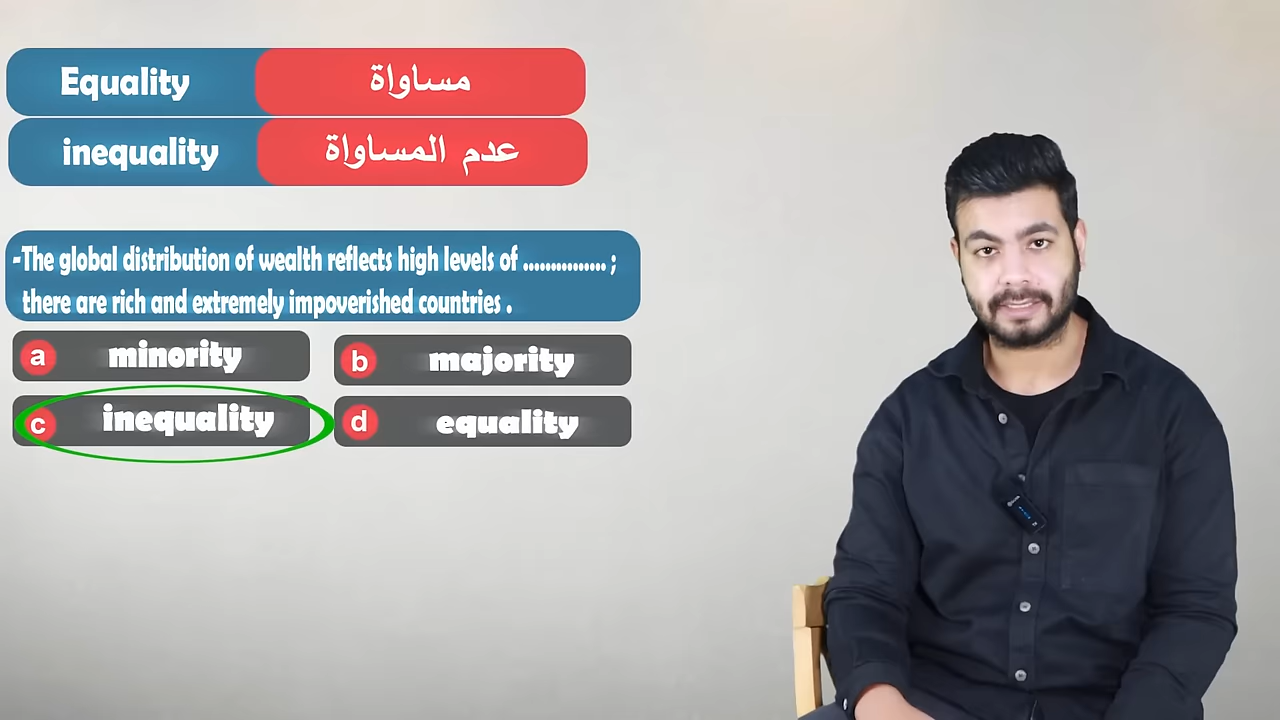 Equality مساواة
inequality عدم المساواة
-The global distribution of wealth reflects high levels of ............... ;
there are rich and extremely impoverished countries .
a minority b majority
c inequality d equality